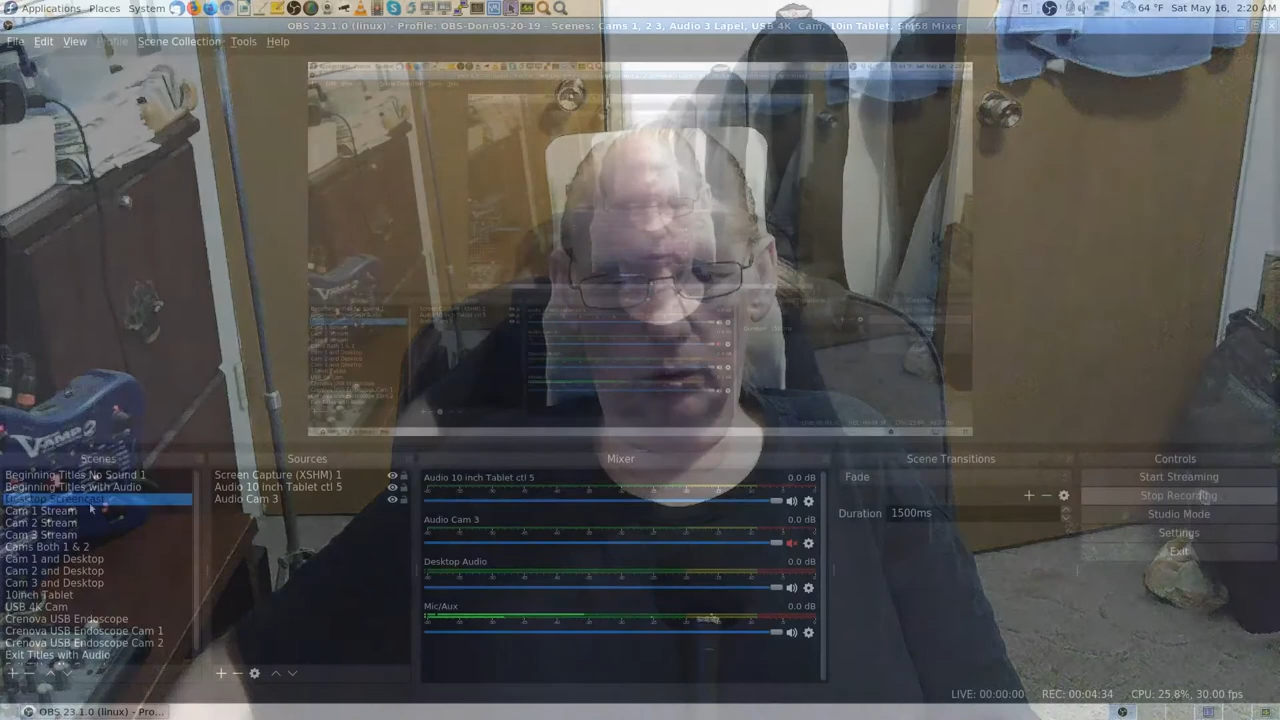 Applications Places System 64 °F Sat May 16, 2:20 AM
OBS 23.1.0 (linux) - Profile: OBS-Don-05-20-19 - Scenes: Cams 1, 2 3, Audio 3 Lapel, USB 4K Cam, 10in Tablet, Sm58 Mixer
File Edit View Profile Scene Collection Tools Help
V-AMP 2
Scenes
Beginning Titles No Sound 1
Beginning Titles with Audio
Desktop Screencast
Cam 1 Stream
Cam 2 Stream
Cam 3 Stream
Cams Both 1 & 2
Cam 1 and Desktop
Cam 2 and Desktop
Cam 3 and Desktop
10inch Tablet
USB 4K Cam
Crenova USB Endoscope
Crenova USB Endoscope Cam 1
Crenova USB Endoscope Cam 2
Exit Titles with Audio
Sources
Screen Capture (XSHM) 1
Audio 10 inch Tablet ctl 5
Audio Cam 3
Mixer
Audio 10 inch Tablet ctl 5 0.0 dB
Audio Cam 3 0.0 dB
Desktop Audio 0.0 dB
Mic/Aux 0.0 dB
Scene Transitions
Fade
Duration 1500ms
Controls
Start Streaming
Stop Recording
Studio Mode
Settings
Exit
LIVE: 00:00:00 REC: 00:04:34 CPU: 25.8%, 30.00 fps
OBS 23.1.0 (linux) - Pro...